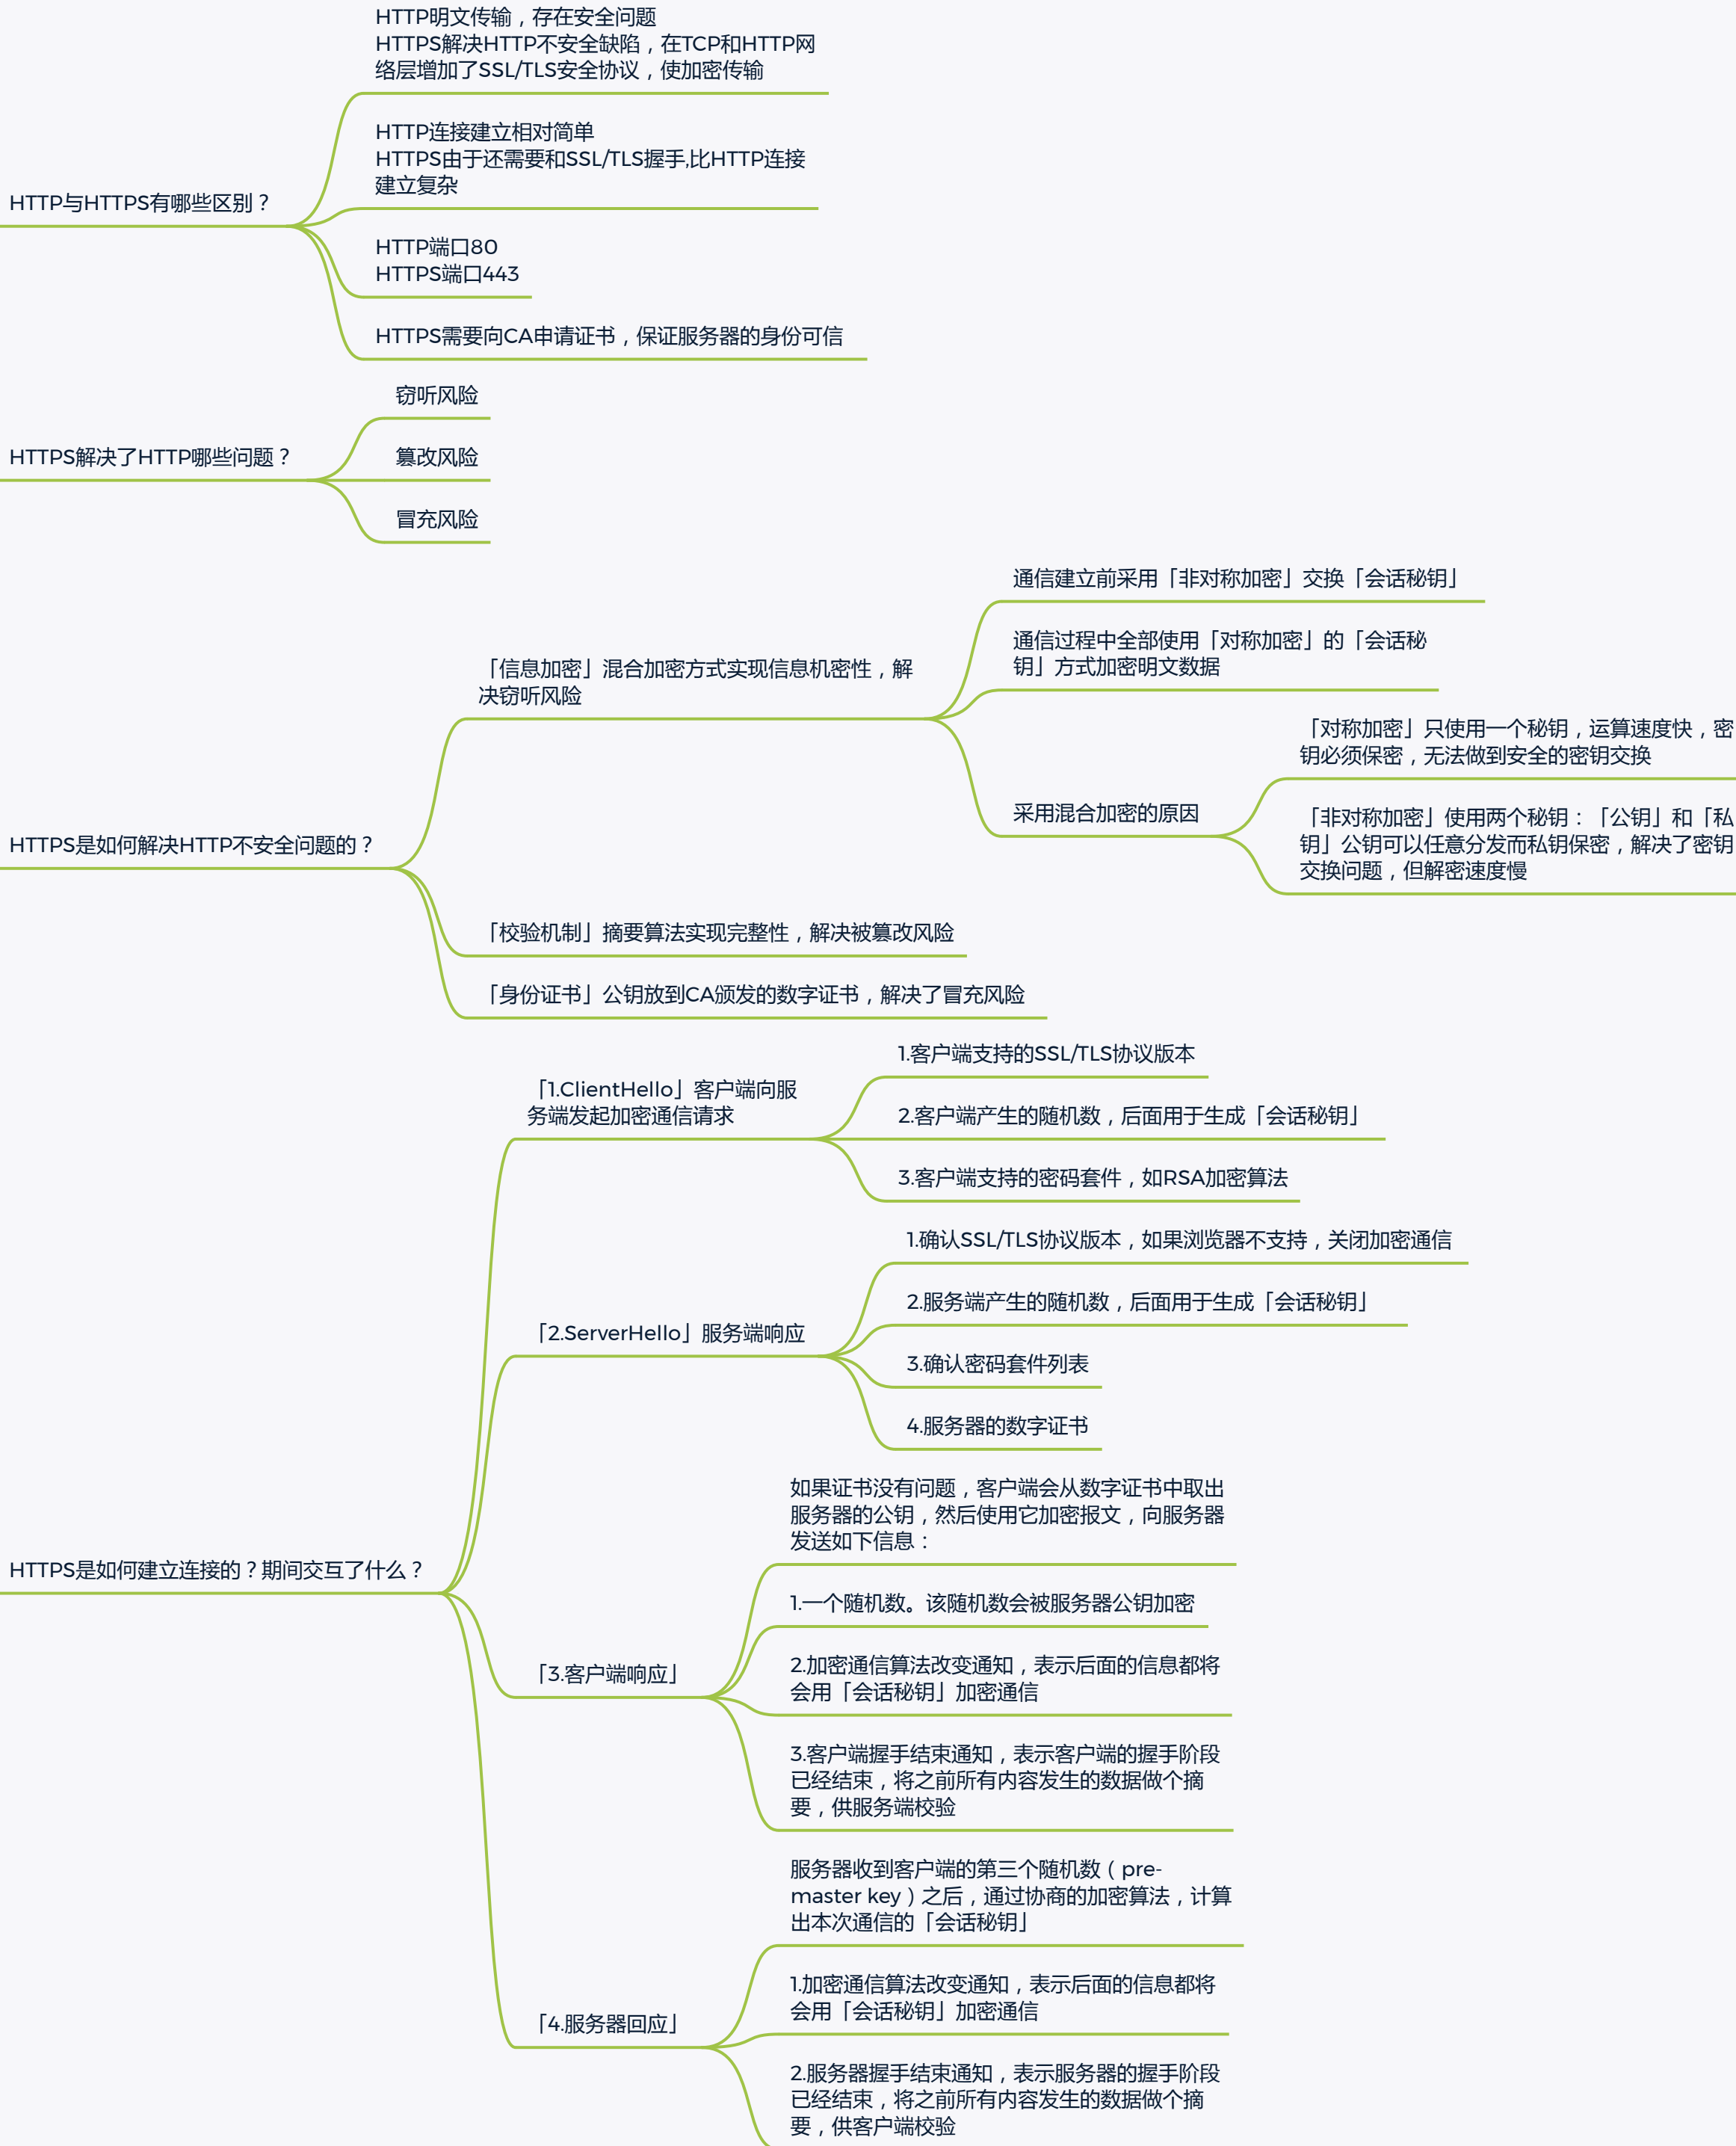 HTTP明文传输，存在安全问题
HTTPS解决HTTP不安全缺陷，在TCP和HTTP网
络层增加了SSL/TLS安全协议，使加密传输
HTTP连接建立相对简单
HTTPS由于还需要和SSL/TLS握手,比HTTP连接
建立复杂
HTTP与HTTPS有哪些区别？
HTTP端口80
HTTPS端口443
HTTPS需要向CA申请证书，保证服务器的身份可信
窃听风险
HTTPS解决了HTTP哪些问题？
篡改风险
冒充风险
通信建立前采用「非对称加密」交换「会话秘钥」
通信过程中全部使用「对称加密」的「会话秘
钥」方式加密明文数据
「信息加密」混合加密方式实现信息机密性，解
决窃听风险
「对称加密」只使用一个秘钥，运算速度快，密
钥必须保密，无法做到安全的密钥交换
采用混合加密的原因
「非对称加密」使用两个秘钥：「公钥」和「私
钥」公钥可以任意分发而私钥保密，解决了密钥
交换问题，但解密速度慢
HTTPS是如何解决HTTP不安全问题的？
「校验机制」摘要算法实现完整性，解决被篡改风险
「身份证书」公钥放到CA颁发的数字证书，解决了冒充风险
1.客户端支持的SSL/TLS协议版本
「1.ClientHello」客户端向服
务端发起加密通信请求
2.客户端产生的随机数，后面用于生成「会话秘钥」
3.客户端支持的密码套件，如RSA加密算法
1.确认SSL/TLS协议版本，如果浏览器不支持，关闭加密通信
2.服务端产生的随机数，后面用于生成「会话秘钥」
「2.ServerHello」服务端响应
3.确认密码套件列表
4.服务器的数字证书
如果证书没有问题，客户端会从数字证书中取出
服务器的公钥，然后使用它加密报文，向服务器
发送如下信息：
HTTPS是如何建立连接的？期间交互了什么？
1.一个随机数。该随机数会被服务器公钥加密
「3.客户端响应」
2.加密通信算法改变通知，表示后面的信息都将
会用「会话秘钥」加密通信
3.客户端握手结束通知，表示客户端的握手阶段
已经结束，将之前所有内容发生的数据做个摘
要，供服务端校验
服务器收到客户端的第三个随机数（pre-
master key）之后，通过协商的加密算法，计算
出本次通信的「会话秘钥」
1.加密通信算法改变通知，表示后面的信息都将
会用「会话秘钥」加密通信
「4.服务器回应」
2.服务器握手结束通知，表示服务器的握手阶段
已经结束，将之前所有内容发生的数据做个摘
要，供客户端校验